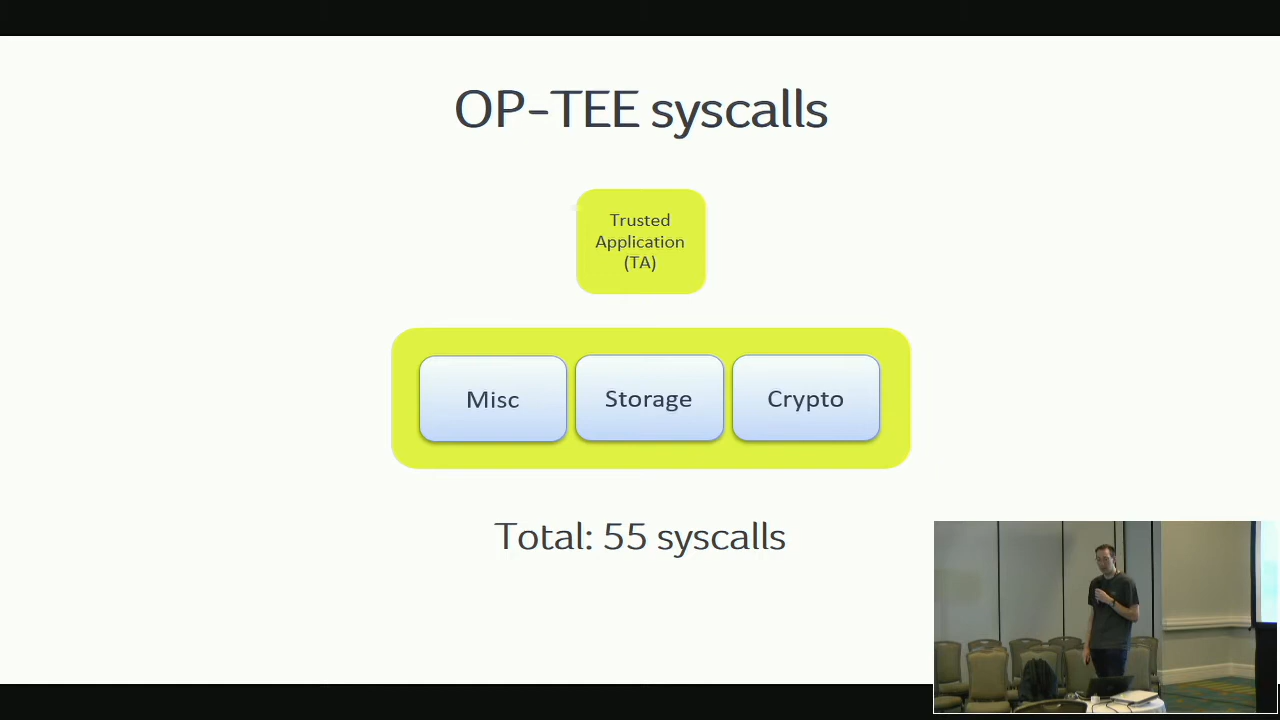 OP-TEE syscalls
Trusted
Application
(TA)
Misc
Storage
Crypto
Total: 55 syscalls